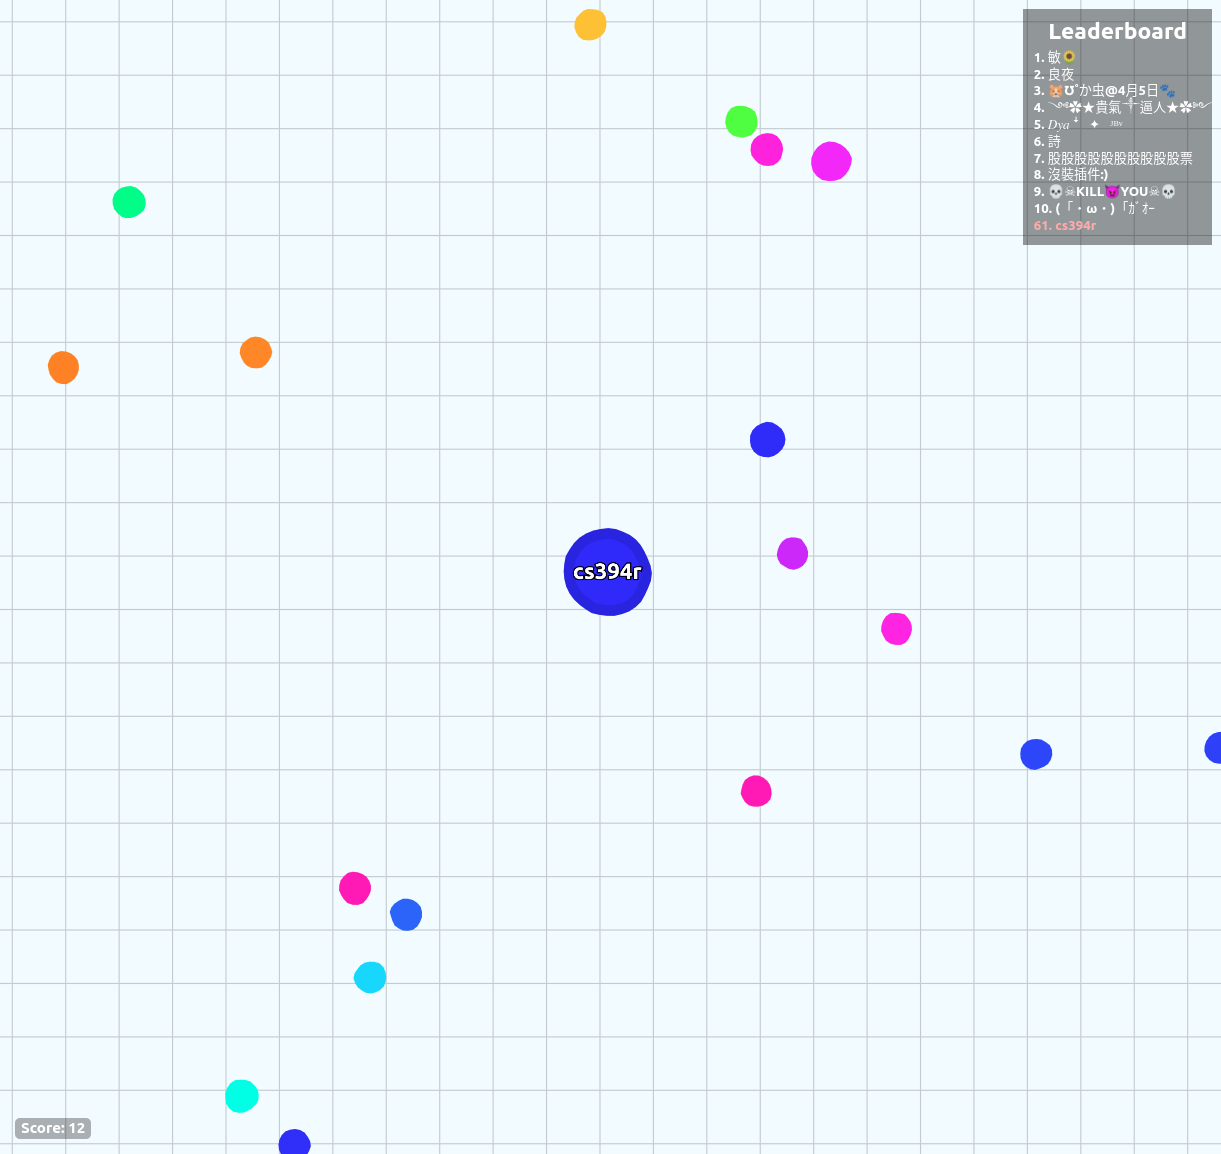 Leaderboard
1. 敏🌻
2. 良夜
3. 🐹℧°か虫@4月5日🐾
4. ༺✿★貴氣༒逼人★✿༻
5. 𝐷𝑦𝑎 ✦ ᴶᴮᵛ
6. 詩
7. 股股股股股股股股股股票
8. 沒裝插件:)
9. 💀☠KILL😈YOU☠💀
10. (「・ω・)「ｶﾞｵｰ
61. cs394r
cs394r
Score: 12